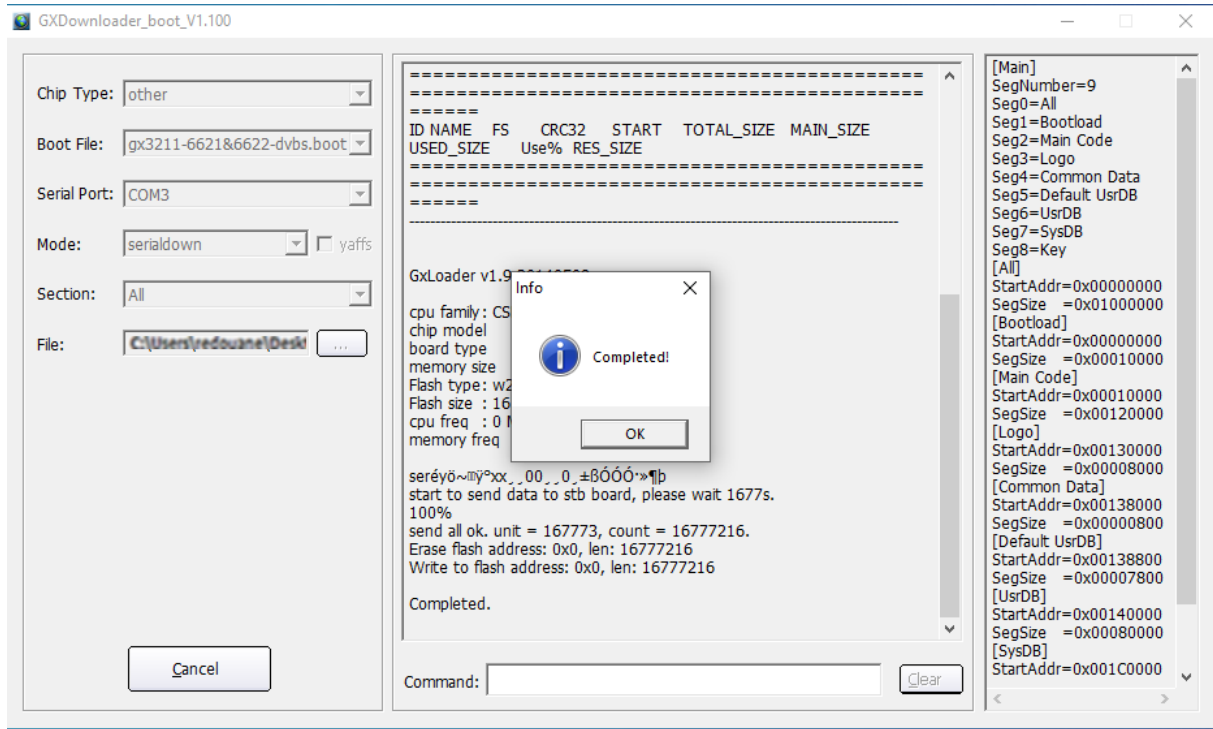 GXDownloader_boot_V1.100
Chip Type: other
Boot File: gx3211-6621&6622-dvbs.boot
Serial Port: COM3
Mode: serialdown yaffs
Section: All
File: C:\Users\redouane\Desk ...
Cancel
==============================================
==============================================
======
ID NAME FS CRC32 START TOTAL_SIZE MAIN_SIZE
USED_SIZE Use% RES_SIZE
==============================================
==============================================
======
--------------------------------------------------------------------------------
GxLoader v1.9
cpu family : CS
chip model
board type
memory size
Flash type : w2
Flash size : 16
cpu freq : 0
memory freq
start to send data to stb board, please wait 1677s.
100%
send all ok. unit = 167773, count = 16777216.
Erase flash address: 0x0, len: 16777216
Write to flash address: 0x0, len: 16777216
Completed.
Command:
Clear
Info
Completed!
OK
[Main]
SegNumber=9
Seg0=All
Seg1=Bootload
Seg2=Main Code
Seg3=Logo
Seg4=Common Data
Seg5=Default UsrDB
Seg6=UsrDB
Seg7=SysDB
Seg8=Key
[All]
StartAddr=0x00000000
SegSize =0x01000000
[Bootload]
StartAddr=0x00000000
SegSize =0x00010000
[Main Code]
StartAddr=0x00010000
SegSize =0x00120000
[Logo]
StartAddr=0x00130000
SegSize =0x00008000
[Common Data]
StartAddr=0x00138000
SegSize =0x00000800
[Default UsrDB]
StartAddr=0x00138800
SegSize =0x00007800
[UsrDB]
StartAddr=0x00140000
SegSize =0x00080000
[SysDB]
StartAddr=0x001C0000